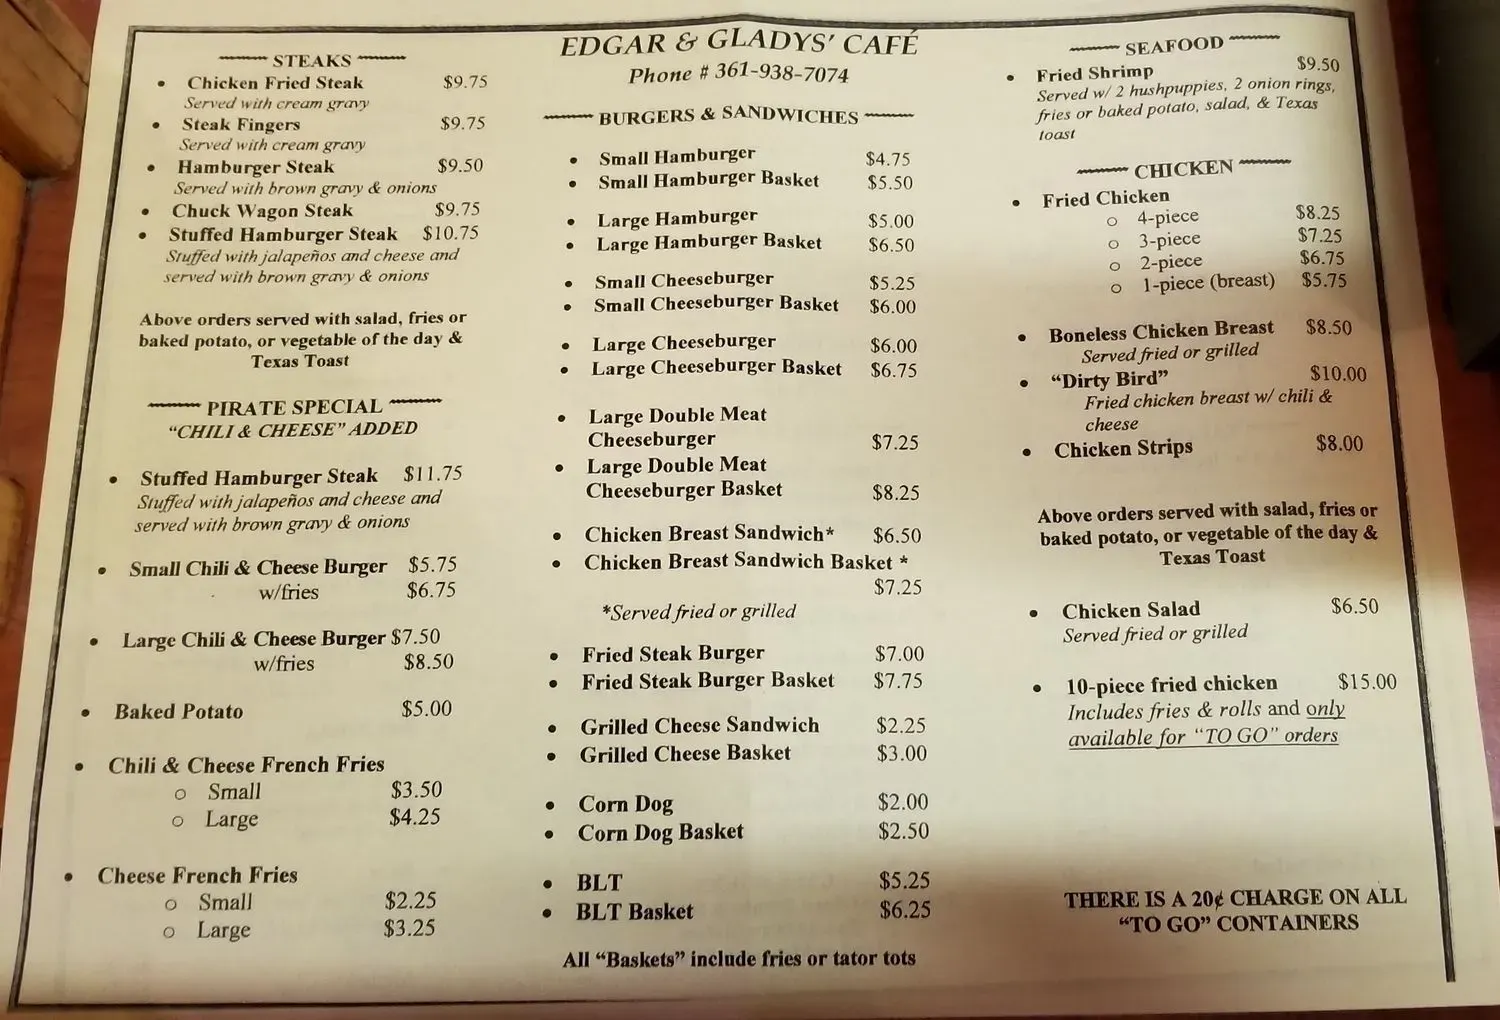 EDGAR & GLADYS' CAFÉ
Phone # 361-938-7074
STEAKS
• Chicken Fried Steak $9.75
Served with cream gravy
• Steak Fingers $9.75
Served with cream gravy
• Hamburger Steak $9.50
Served with brown gravy & onions
• Chuck Wagon Steak $9.75
• Stuffed Hamburger Steak $10.75
Stuffed with jalapeños and cheese and
served with brown gravy & onions
Above orders served with salad, fries or
baked potato, or vegetable of the day &
Texas Toast
PIRATE SPECIAL
"CHILI & CHEESE" ADDED
• Stuffed Hamburger Steak $11.75
Stuffed with jalapeños and cheese and
served with brown gravy & onions
• Small Chili & Cheese Burger $5.75
w/fries $6.75
• Large Chili & Cheese Burger $7.50
w/fries $8.50
• Baked Potato $5.00
• Chili & Cheese French Fries
o Small $3.50
o Large $4.25
• Cheese French Fries
o Small $2.25
o Large $3.25
BURGERS & SANDWICHES
• Small Hamburger $4.75
• Small Hamburger Basket $5.50
• Large Hamburger $5.00
• Large Hamburger Basket $6.50
• Small Cheeseburger $5.25
• Small Cheeseburger Basket $6.00
• Large Cheeseburger $6.00
• Large Cheeseburger Basket $6.75
• Large Double Meat
Cheeseburger $7.25
• Large Double Meat
Cheeseburger Basket $8.25
• Chicken Breast Sandwich* $6.50
• Chicken Breast Sandwich Basket *
$7.25
*Served fried or grilled
• Fried Steak Burger $7.00
• Fried Steak Burger Basket $7.75
• Grilled Cheese Sandwich $2.25
• Grilled Cheese Basket $3.00
• Corn Dog $2.00
• Corn Dog Basket $2.50
• BLT $5.25
• BLT Basket $6.25
All "Baskets" include fries or tator tots
SEAFOOD
• Fried Shrimp $9.50
Served w/ 2 hushpuppies, 2 onion rings,
fries or baked potato, salad, & Texas
toast
CHICKEN
• Fried Chicken
o 4-piece $8.25
o 3-piece $7.25
o 2-piece $6.75
o 1-piece (breast) $5.75
• Boneless Chicken Breast $8.50
Served fried or grilled
• "Dirty Bird" $10.00
Fried chicken breast w/ chili &
cheese
• Chicken Strips $8.00
Above orders served with salad, fries or
baked potato, or vegetable of the day &
Texas Toast
• Chicken Salad $6.50
Served fried or grilled
• 10-piece fried chicken $15.00
Includes fries & rolls and only
available for "TO GO" orders
THERE IS A 20¢ CHARGE ON ALL
"TO GO" CONTAINERS